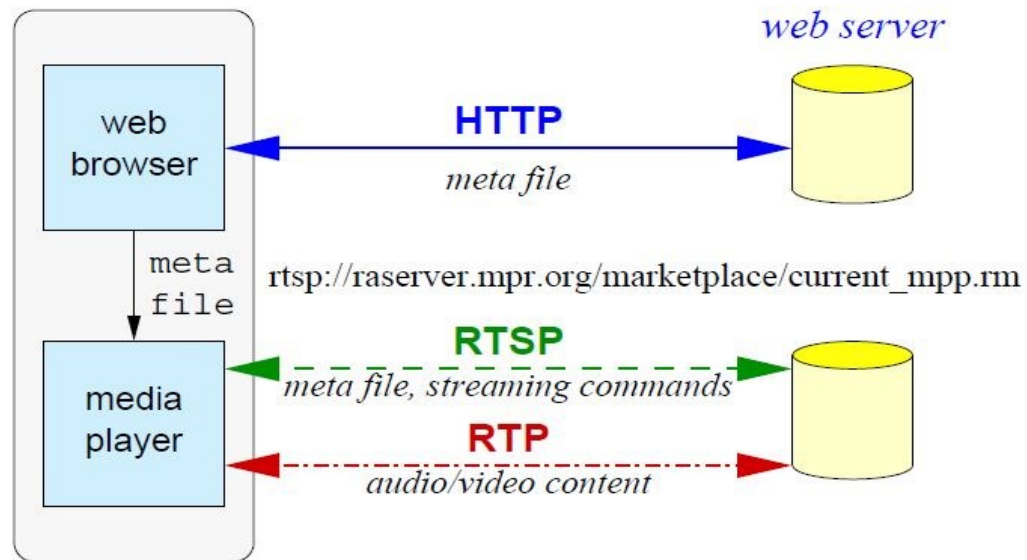 web server
web
browser
HTTP
meta file
meta
file
rtsp://raserver.mpr.org/marketplace/current_mpp.rm
media
player
RTSP
meta file, streaming commands
RTP
audio/video content